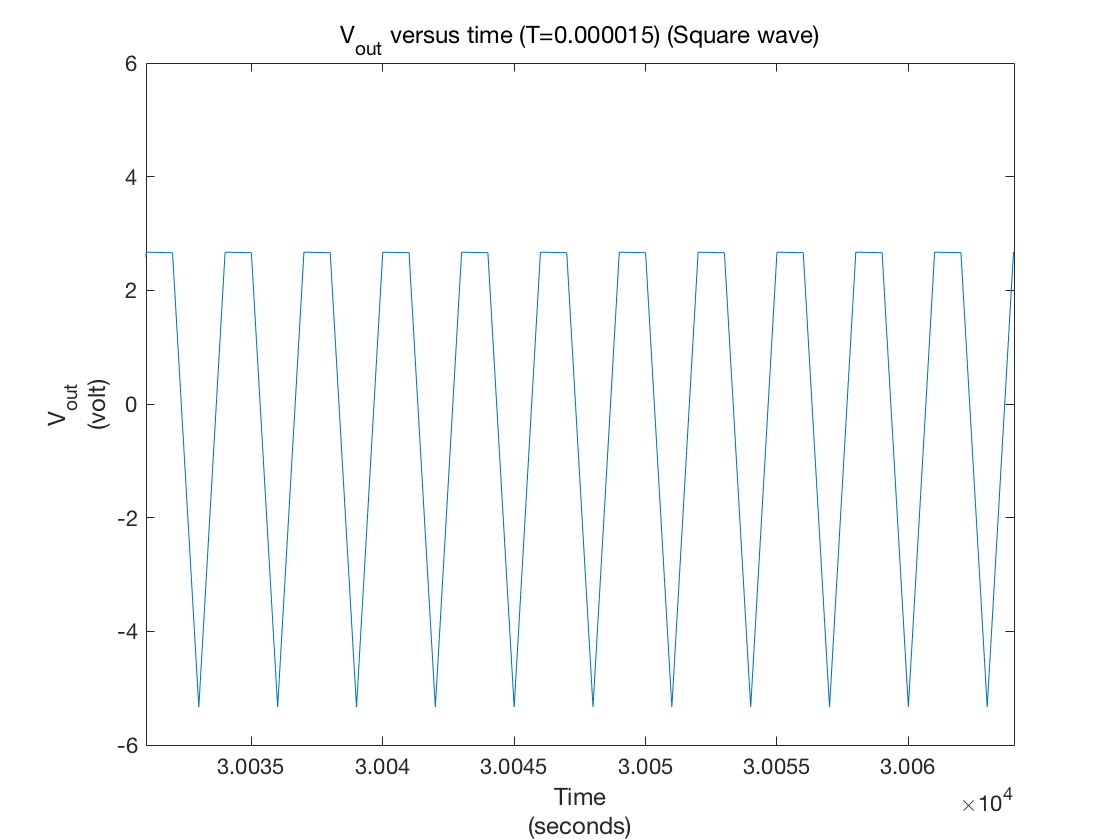 V_out versus time (T=0.000015) (Square wave)
6
4
2
0
-2
-4
-6
V_out
(volt)
3.0035 3.004 3.0045 3.005 3.0055 3.006
×10^4
Time
(seconds)